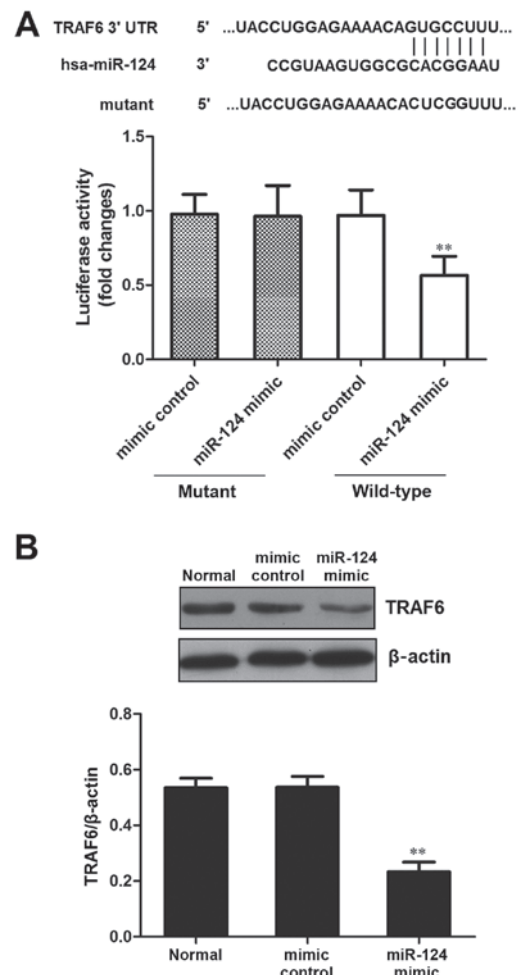 A
TRAF6 3' UTR 5' ...UACCUGGAGAAAACAGUGCCUUU...
hsa-miR-124 3' CCGUAAGUGGCGCACGGAAU
mutant 5' ...UACCUGGAGAAAACACUCGGUUU...
Luciferase activity
(fold changes)
1.5
1.0
0.5
0.0
**
mimic control
miR-124 mimic
mimic control
miR-124 mimic
Mutant Wild-type
B
Normal mimic control miR-124 mimic
TRAF6
β-actin
TRAF6/β-actin
0.8
0.6
0.4
0.2
0.0
**
Normal mimic control miR-124 mimic